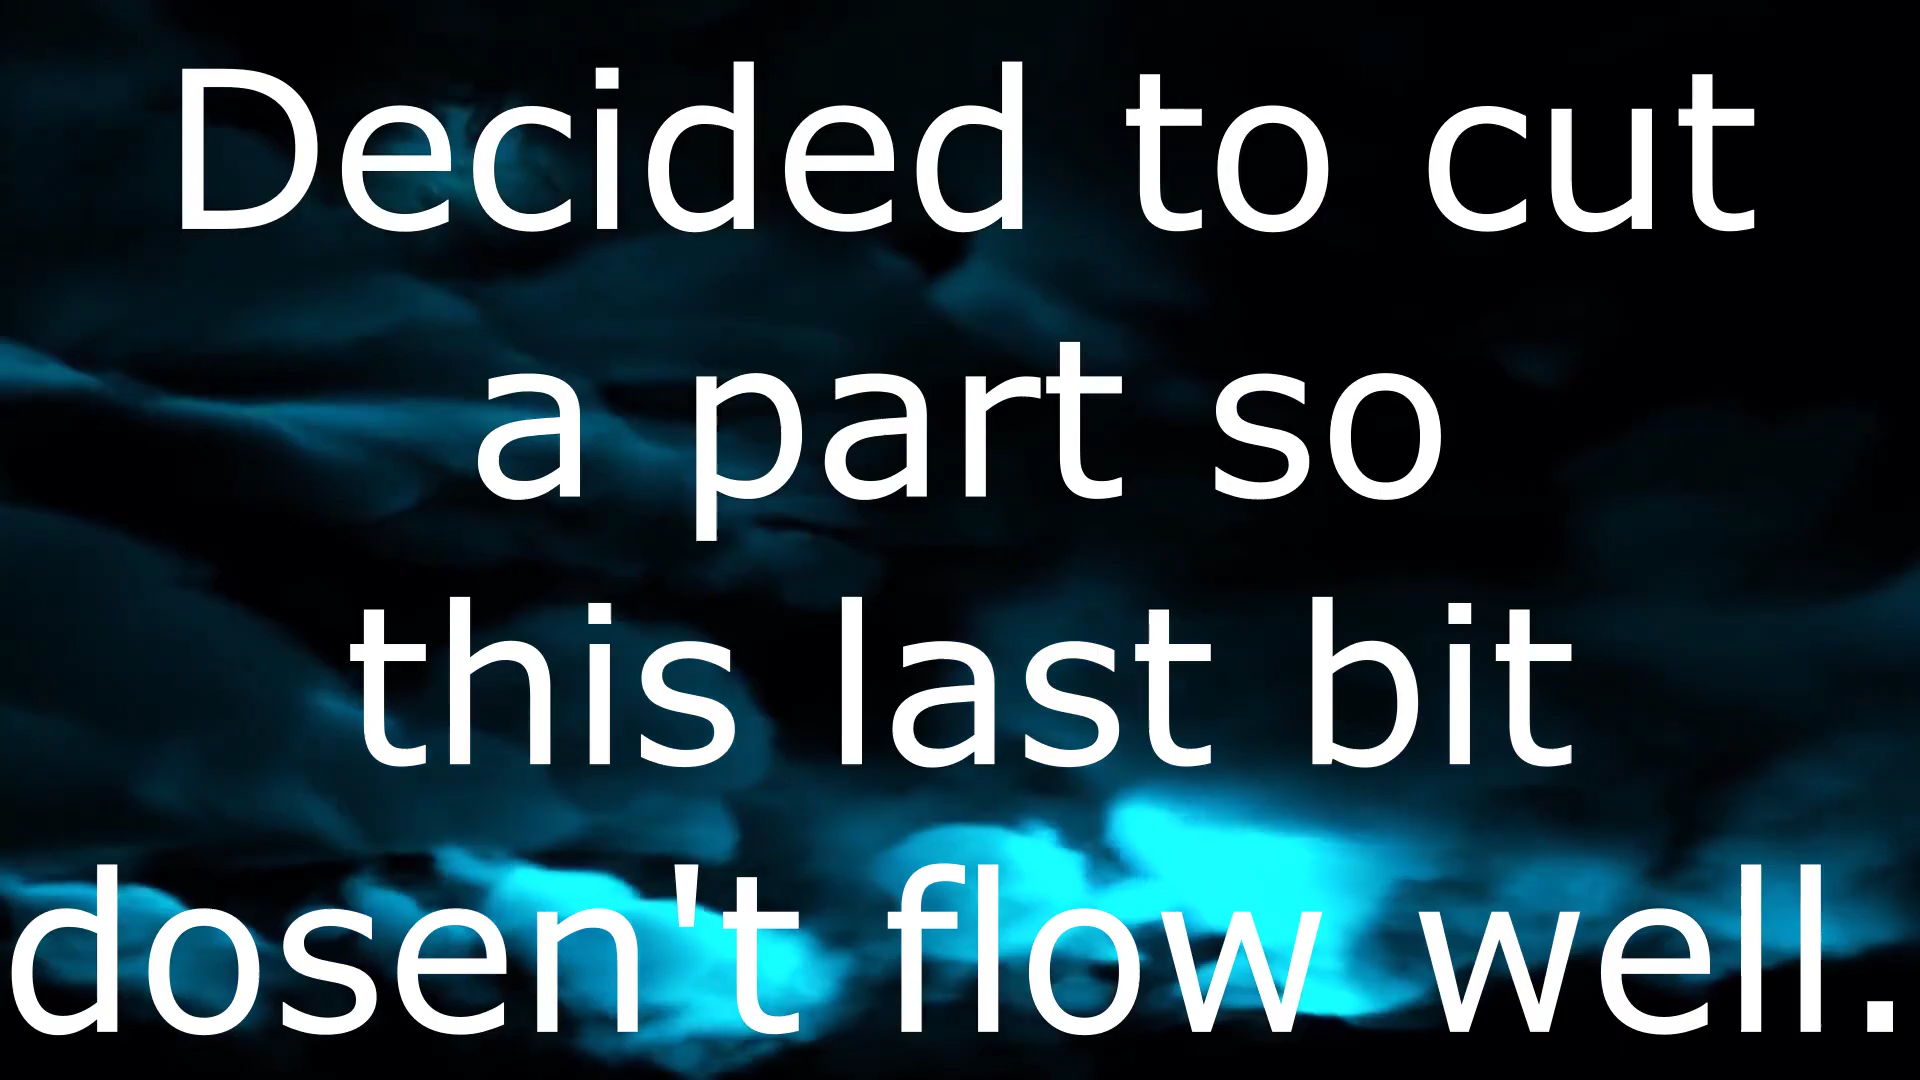 Decided to cut
a part so
this last bit
dosen't flow well.